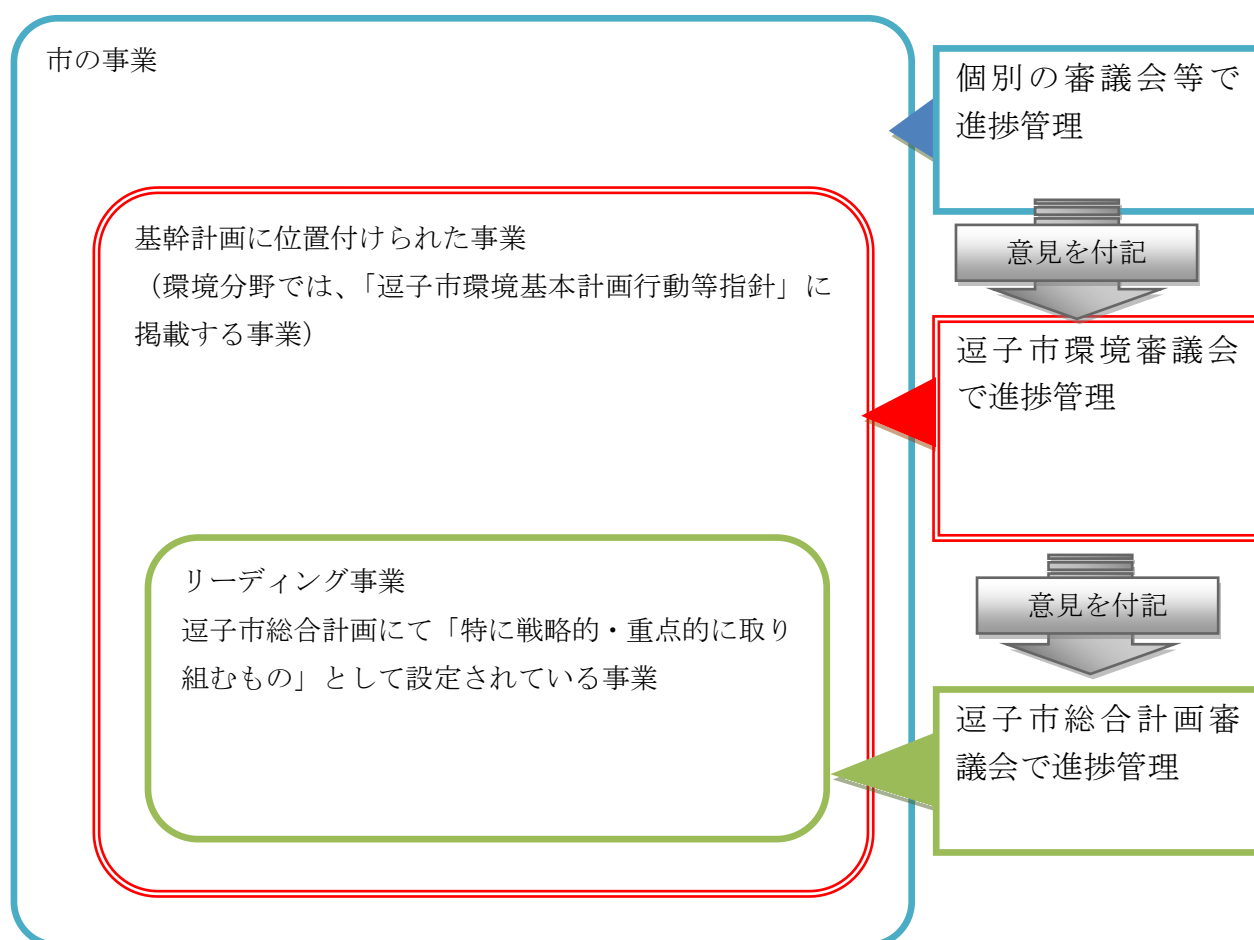 市の事業
個別の審議会等で
進捗管理
意見を付記
基幹計画に位置付けられた事業
（環境分野では、「逗子市環境基本計画行動等指針」に
掲載する事業）
逗子市環境審議会
で進捗管理
意見を付記
リーディング事業
逗子市総合計画にて「特に戦略的・重点的に取り
組むもの」として設定されている事業
逗子市総合計画審
議会で進捗管理